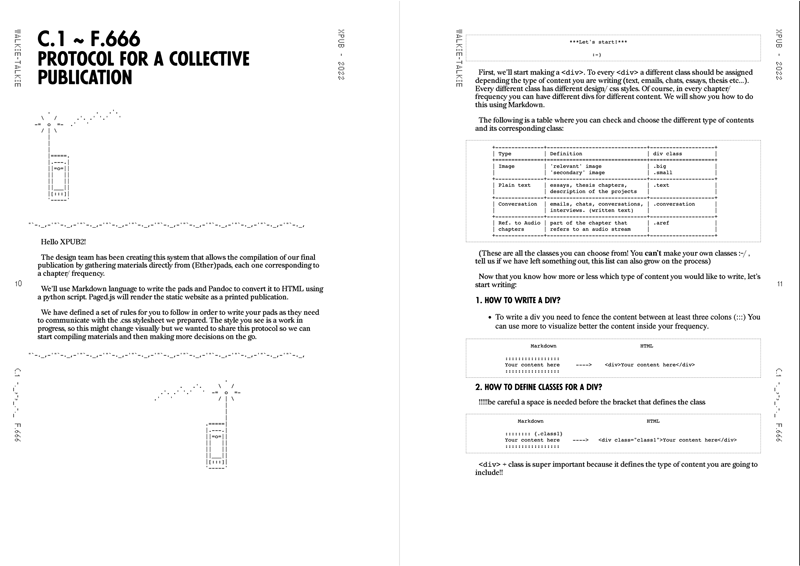 WALKIE-TALKIE
XPUB - 2022
C.1 ~ F.666
PROTOCOL FOR A COLLECTIVE
PUBLICATION
Hello XPUB2!
The design team has been creating this system that allows the compilation of our final
publication by gathering materials directly from (Ether)pads, each one corresponding to
a chapter/ frequency.
We'll use Markdown language to write the pads and Pandoc to convert it to HTML using
a python script. Paged.js will render the static website as a printed publication.
We have defined a set of rules for you to follow in order to write your pads as they need
to communicate with the .css stylesheet we prepared. The style you see is a work in
progress, so this might change visually but we wanted to share this protocol so we can
start compiling materials and then making more decisions on the go.
10
C.1 F.666
WALKIE-TALKIE
XPUB - 2022
***Let's start!***
:-)
First, we'll start making a <div>. To every <div> a different class should be assigned
depending the type of content you are writing (text, emails, chats, essays, thesis etc...).
Every different class has different design/ css styles. Of course, in every chapter/
frequency you can have different divs for different content. We will show you how to do
this using Markdown.
The following is a table where you can check and choose the different type of contents
and its corresponding class:
| Type | Definition | div class |
| Image | 'relevant' image | .big |
| | 'secondary' image | .small |
| Plain text | essays, thesis chapters, | .text |
| | description of the projects | |
| Conversation | emails, chats, conversations, | .conversation |
| | interviews. (written text) | |
| Ref. to Audio | part of the chapter that | .aref |
| chapters | refers to an audio stream | |
(These are all the classes you can choose from! You can't make your own classes :-/ ,
tell us if we have left something out, this list can also grow on the process)
Now that you know how more or less which type of content you would like to write, let's
start writing:
1. HOW TO WRITE A DIV?
• To write a div you need to fence the content between at least three colons (:::) You
can use more to visualize better the content inside your frequency.
Markdown HTML
:::::::::::::::::
Your content here ----> <div>Your content here</div>
:::::::::::::::::
2. HOW TO DEFINE CLASSES FOR A DIV?
!!!!!be careful a space is needed before the bracket that defines the class
Markdown HTML
:::::::: {.class1}
Your content here ----> <div class="class1">Your content here</div>
:::::::::::::::::
<div> + class is super important because it defines the type of content you are going to
include!!
11
C.1 F.666